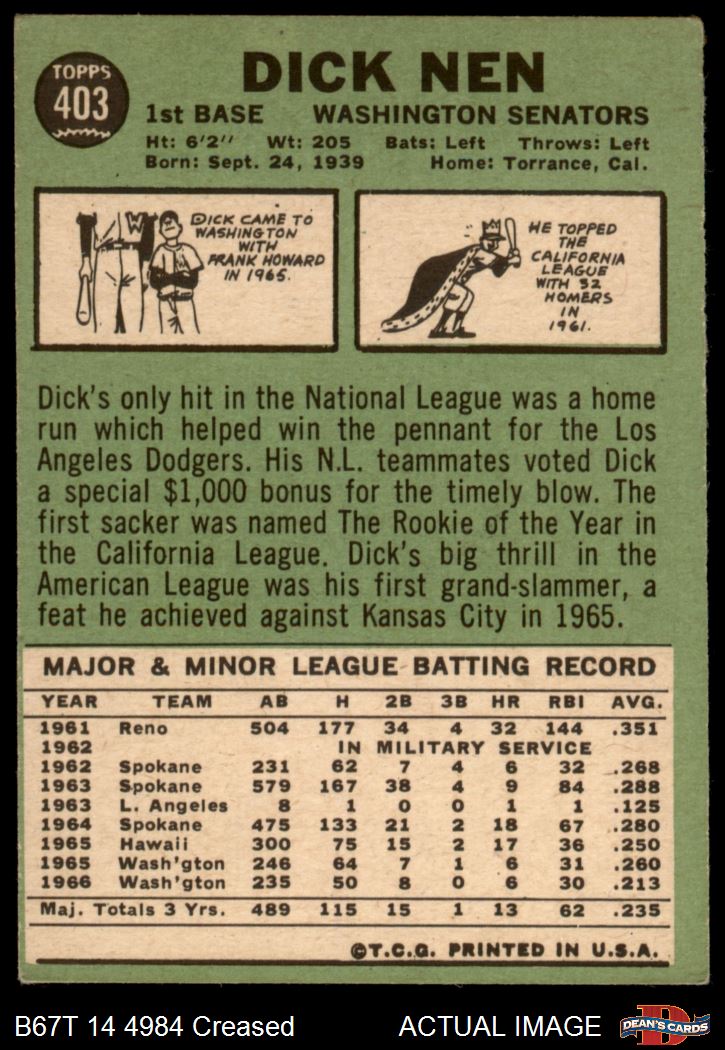 TOPPS
403
DICK NEN
1st BASE WASHINGTON SENATORS
Ht: 6'2'' Wt: 205 Bats: Left Throws: Left
Born: Sept. 24, 1939 Home: Torrance, Cal.
W
DICK CAME TO
WASHINGTON
WITH
FRANK HOWARD
IN 1965.
HE TOPPED
THE
CALIFORNIA
LEAGUE
WITH 32
HOMERS
IN
1961.
Dick's only hit in the National League was a home
run which helped win the pennant for the Los
Angeles Dodgers. His N.L. teammates voted Dick
a special $1,000 bonus for the timely blow. The
first sacker was named The Rookie of the Year in
the California League. Dick's big thrill in the
American League was his first grand-slammer, a
feat he achieved against Kansas City in 1965.
MAJOR & MINOR LEAGUE BATTING RECORD
YEAR TEAM AB H 2B 3B HR RBI AVG.
1961 Reno 504 177 34 4 32 144 .351
1962 IN MILITARY SERVICE
1962 Spokane 231 62 7 4 6 32 .268
1963 Spokane 579 167 38 4 9 84 .288
1963 L. Angeles 8 1 0 0 1 1 .125
1964 Spokane 475 133 21 2 18 67 .280
1965 Hawaii 300 75 15 2 17 36 .250
1965 Wash'gton 246 64 7 1 6 31 .260
1966 Wash'gton 235 50 8 0 6 30 .213
Maj. Totals 3 Yrs. 489 115 15 1 13 62 .235
©T.C.G. PRINTED IN U.S.A.
B67T 14 4984 Creased ACTUAL IMAGE
D
DEAN'S CARDS